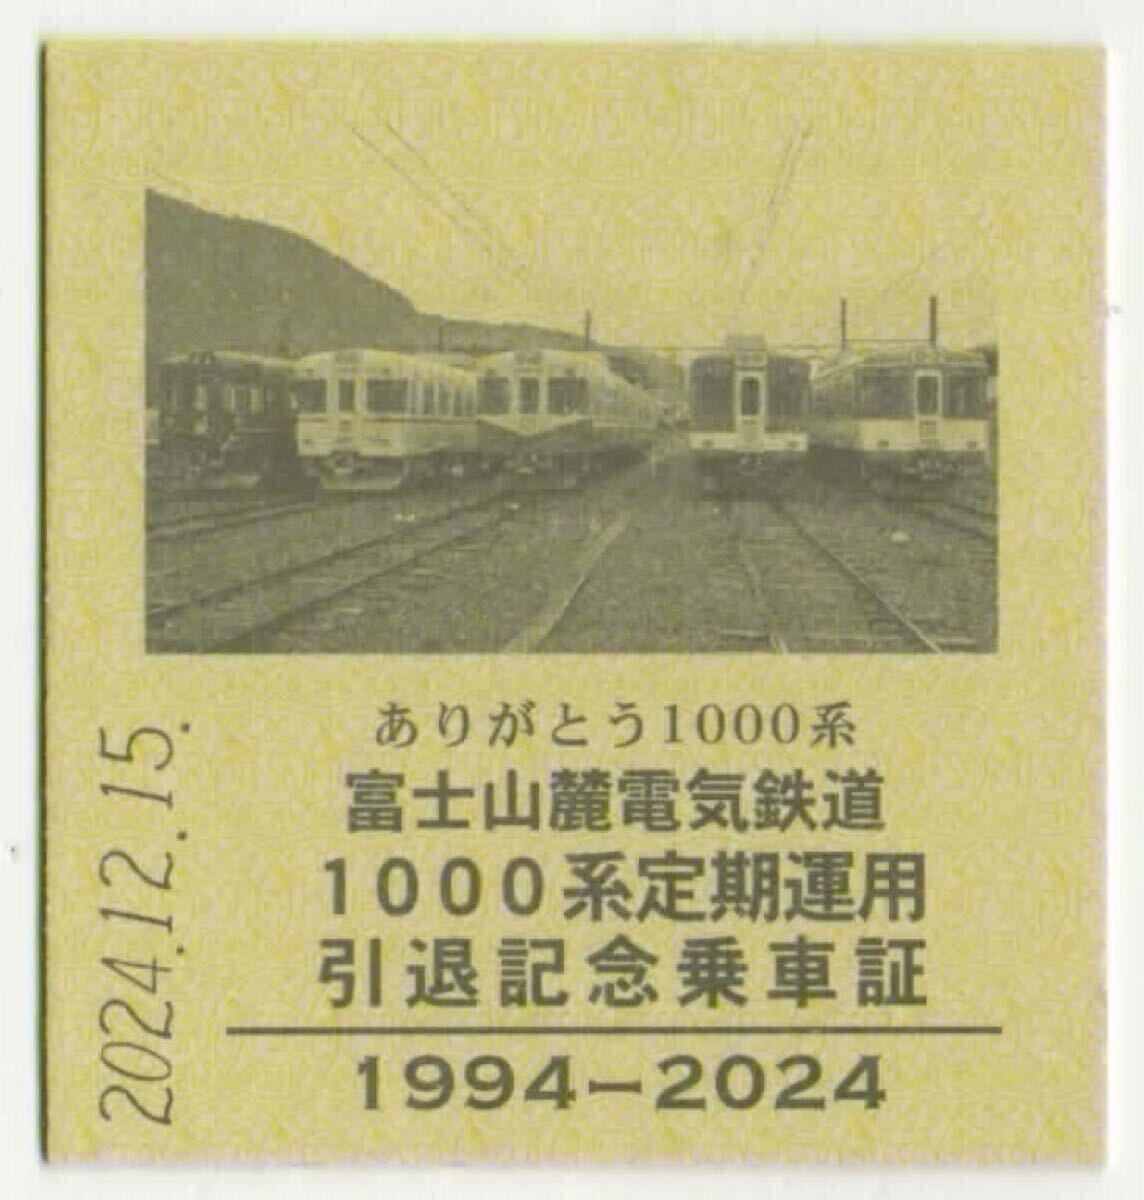 ありがとう1000系
富士山麓電気鉄道
1000系定期運用
引退記念乗車証
1994-2024
2024.12.15.